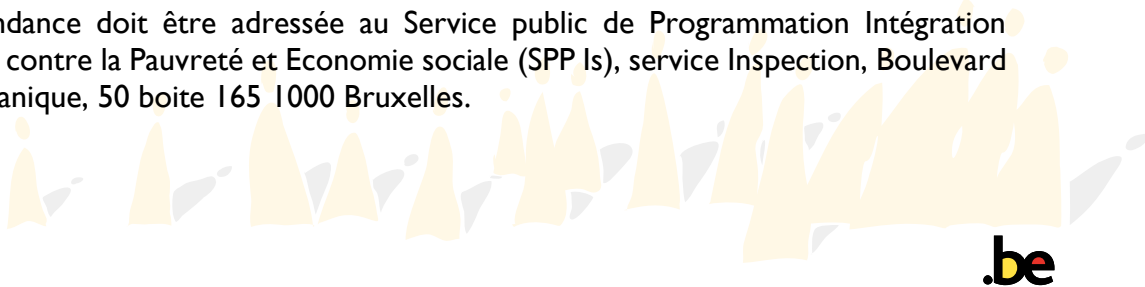 ndance doit être adressée au Service public de Programmation Intégration
contre la Pauvreté et Economie sociale (SPP Is), service Inspection, Boulevard
anique, 50 boite 165 1000 Bruxelles.
.be